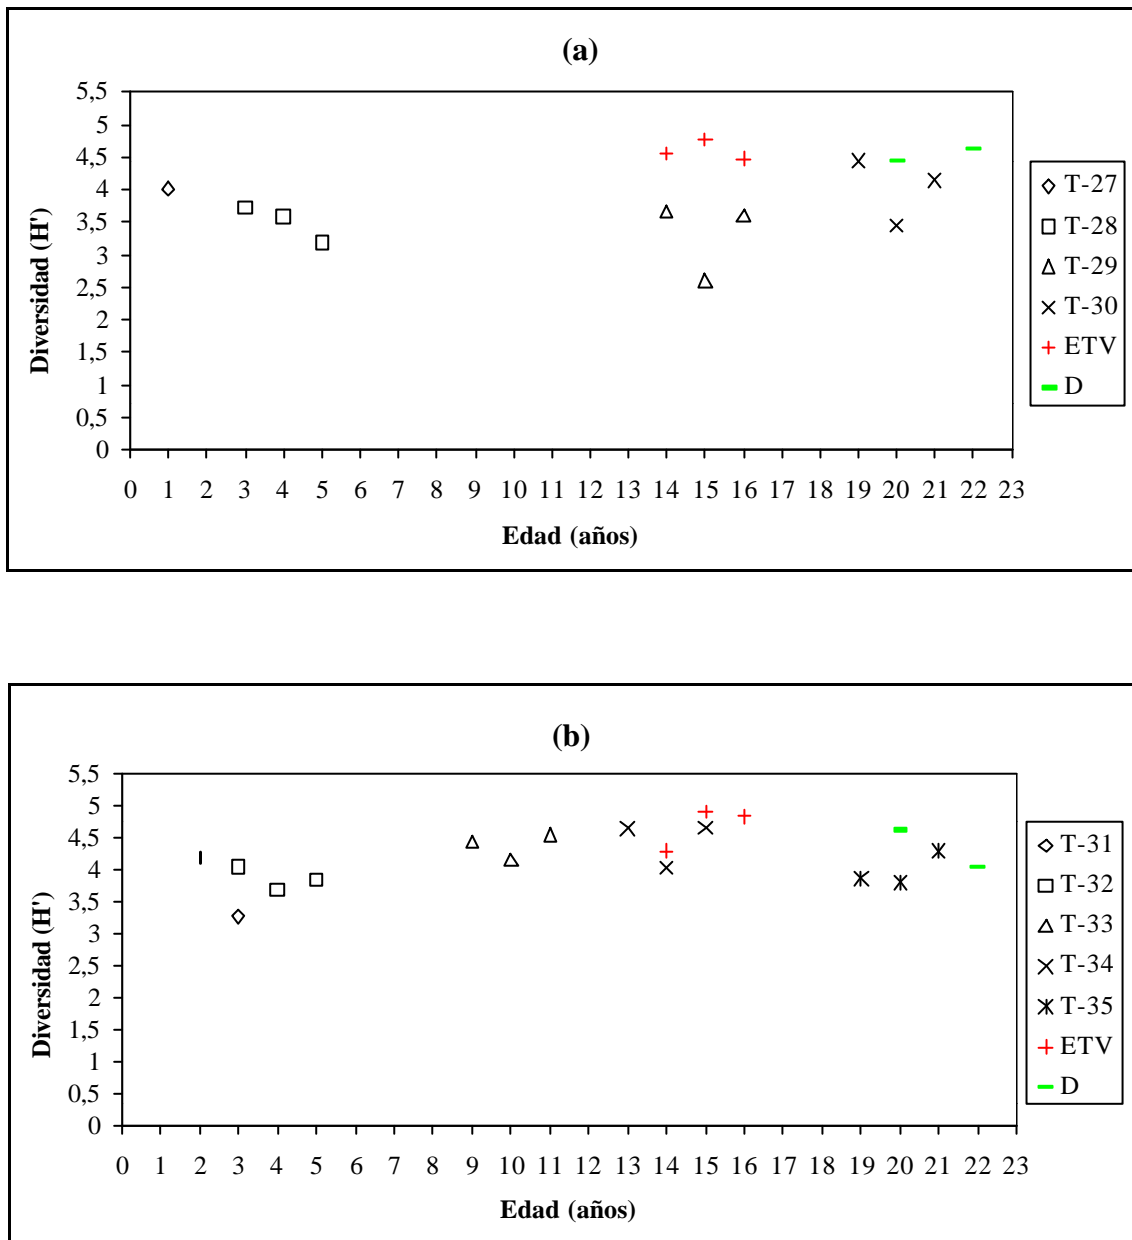 (a)
Diversidad (H')
5,5
5
4,5
4
3,5
3
2,5
2
1,5
1
0,5
0
0 1 2 3 4 5 6 7 8 9 10 11 12 13 14 15 16 17 18 19 20 21 22 23
Edad (años)
T-27
T-28
T-29
T-30
ETV
D
(b)
Diversidad (H')
5,5
5
4,5
4
3,5
3
2,5
2
1,5
1
0,5
0
0 1 2 3 4 5 6 7 8 9 10 11 12 13 14 15 16 17 18 19 20 21 22 23
Edad (años)
T-31
T-32
T-33
T-34
T-35
ETV
D